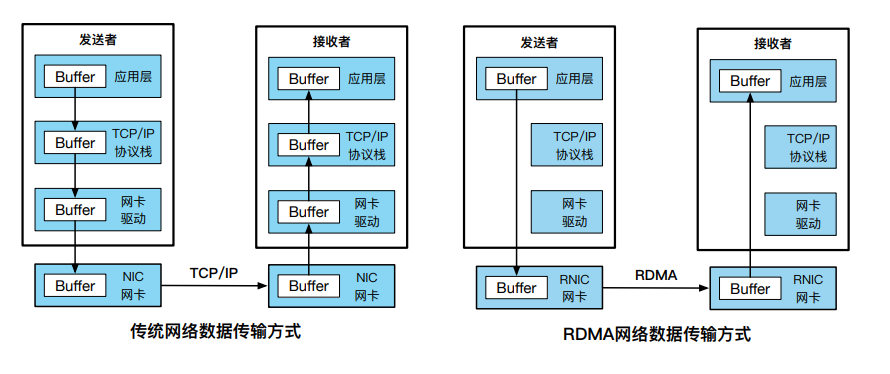 发送者
Buffer 应用层
Buffer TCP/IP
协议栈
Buffer 网卡
驱动
Buffer NIC
网卡
TCP/IP
接收者
Buffer 应用层
Buffer TCP/IP
协议栈
Buffer 网卡
驱动
Buffer NIC
网卡
传统网络数据传输方式
发送者
Buffer 应用层
TCP/IP
协议栈
网卡
驱动
Buffer RNIC
网卡
RDMA
接收者
Buffer 应用层
TCP/IP
协议栈
网卡
驱动
Buffer RNIC
网卡
RDMA网络数据传输方式